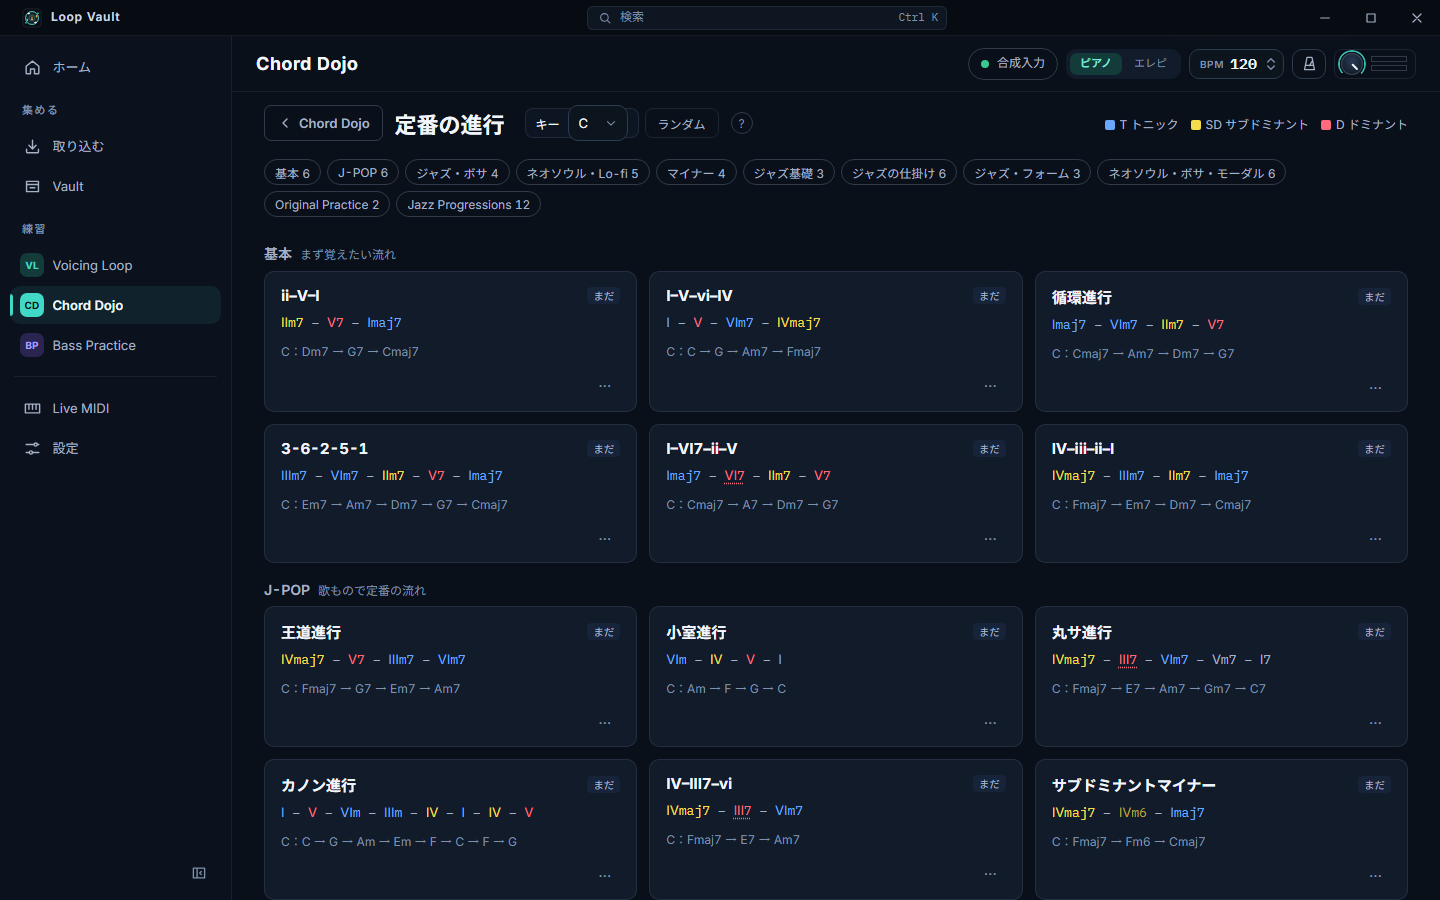 Loop Vault
検索
Ctrl K
ホーム
集める
取り込む
Vault
練習
VL Voicing Loop
CD Chord Dojo
BP Bass Practice
Live MIDI
設定
Chord Dojo
合成入力
ピアノ
エレピ
BPM 120
Chord Dojo
定番の進行
キー C
ランダム
?
T トニック
SD サブドミナント
D ドミナント
基本 6
J-POP 6
ジャズ・ボサ 4
ネオソウル・Lo-fi 5
マイナー 4
ジャズ基礎 3
ジャズの仕掛け 6
ジャズ・フォーム 3
ネオソウル・ボサ・モーダル 6
Original Practice 2
Jazz Progressions 12
基本 まず覚えたい流れ
ii–V–I
まだ
IIm7 – V7 – Imaj7
C：Dm7 → G7 → Cmaj7
...
I–V–vi–IV
まだ
I – V – VIm7 – IVmaj7
C：C → G → Am7 → Fmaj7
...
循環進行
まだ
Imaj7 – VIm7 – IIm7 – V7
C：Cmaj7 → Am7 → Dm7 → G7
...
3-6-2-5-1
まだ
IIIm7 – VIm7 – IIm7 – V7 – Imaj7
C：Em7 → Am7 → Dm7 → G7 → Cmaj7
...
I–VI7–ii–V
まだ
Imaj7 – VI7 – IIm7 – V7
C：Cmaj7 → A7 → Dm7 → G7
...
IV–iii–ii–I
まだ
IVmaj7 – IIIm7 – IIm7 – Imaj7
C：Fmaj7 → Em7 → Dm7 → Cmaj7
...
J-POP 歌もので定番の流れ
王道進行
まだ
IVmaj7 – V7 – IIIm7 – VIm7
C：Fmaj7 → G7 → Em7 → Am7
...
小室進行
まだ
VIm – IV – V – I
C：Am → F → G → C
...
丸サ進行
まだ
IVmaj7 – III7 – VIm7 – Vm7 – I7
C：Fmaj7 → E7 → Am7 → Gm7 → C7
...
カノン進行
まだ
I – V – VIm – IIIm – IV – I – IV – V
C：C → G → Am → Em → F → C → F → G
...
IV–III7–vi
まだ
IVmaj7 – III7 – VIm7
C：Fmaj7 → E7 → Am7
...
サブドミナントマイナー
まだ
IVmaj7 – IVm6 – Imaj7
C：Fmaj7 → Fm6 → Cmaj7
...